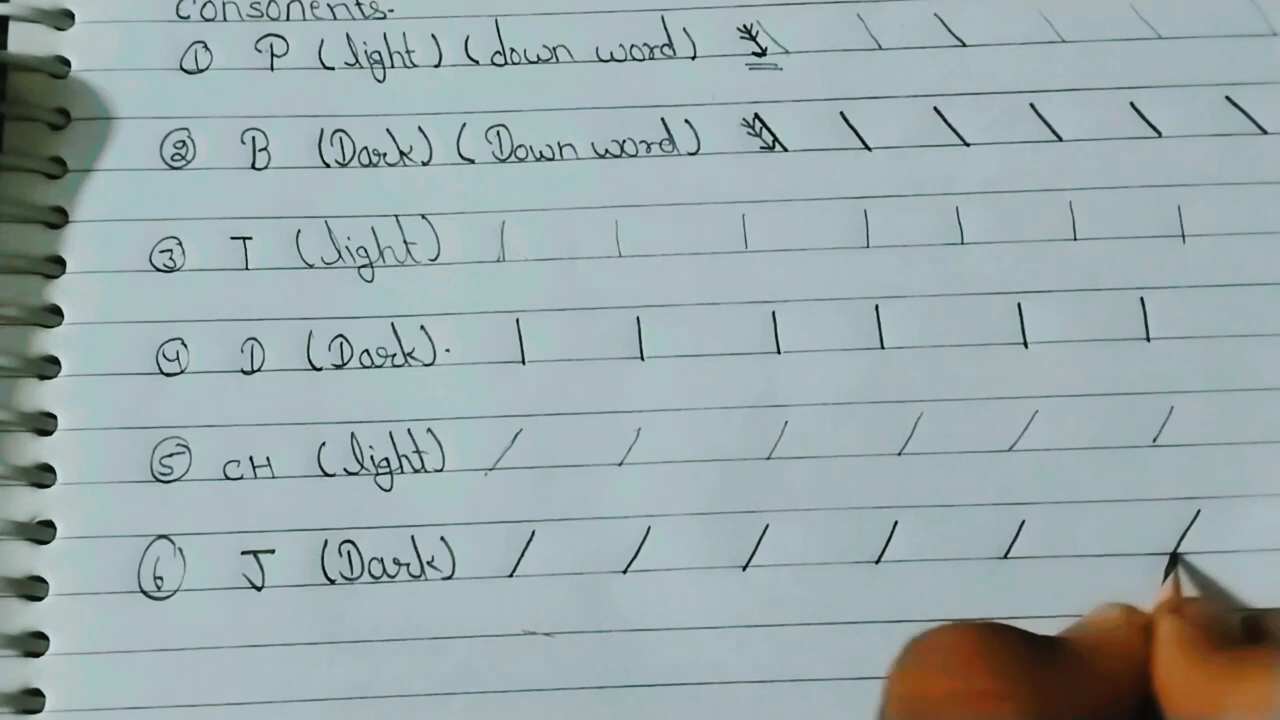 Consonents.
① P (light) (down word)
② B (Dark) (Down word)
③ T (light)
④ D (Dark).
⑤ CH (light)
⑥ J (Dark)